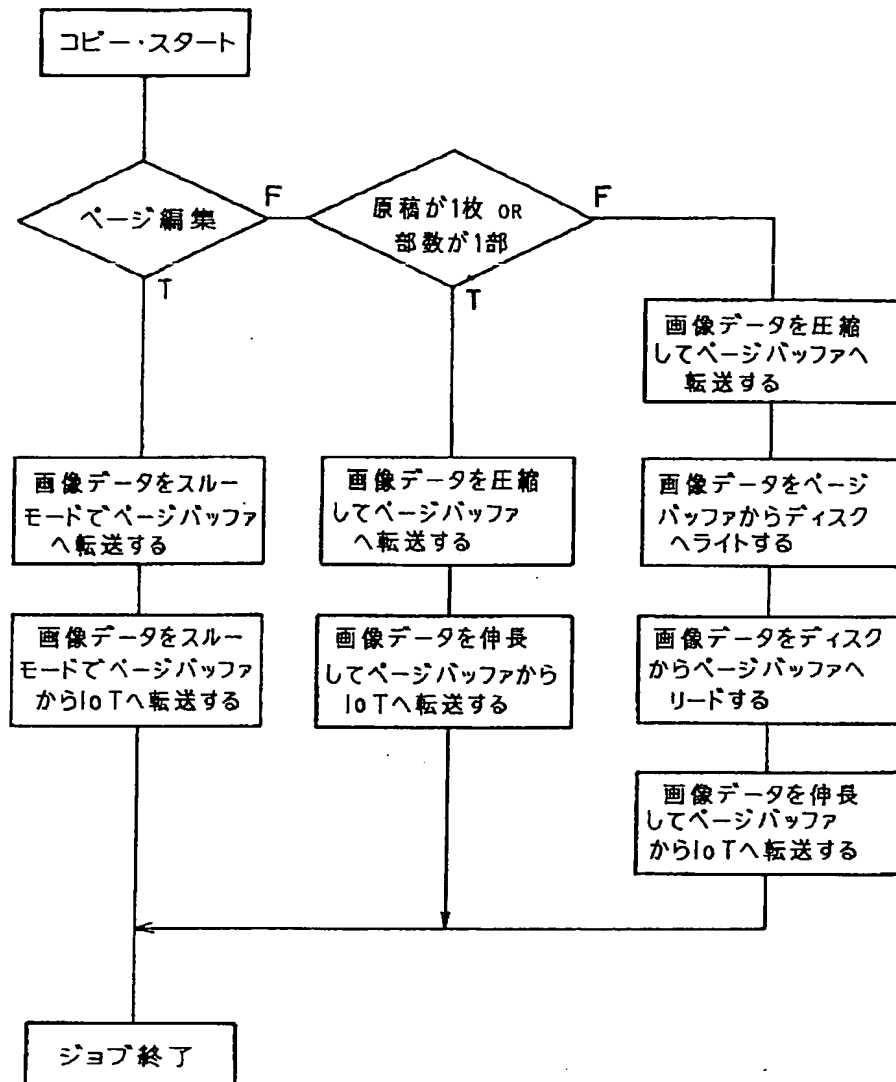 コピー・スタート
ページ編集
F
T
原稿が1枚 OR
部数が1部
F
T
画像データをスルー
モードでページバッファ
へ転送する
画像データをスルー
モードでページバッファ
からIoTへ転送する
画像データを圧縮
してページバッファ
へ転送する
画像データを伸長
してページバッファから
IoTへ転送する
画像データを圧縮
してページバッファへ
転送する
画像データをページ
バッファからディスク
へライトする
画像データをディスク
からページバッファへ
リードする
画像データを伸長
してページバッファ
からIoTへ転送する
ジョブ終了